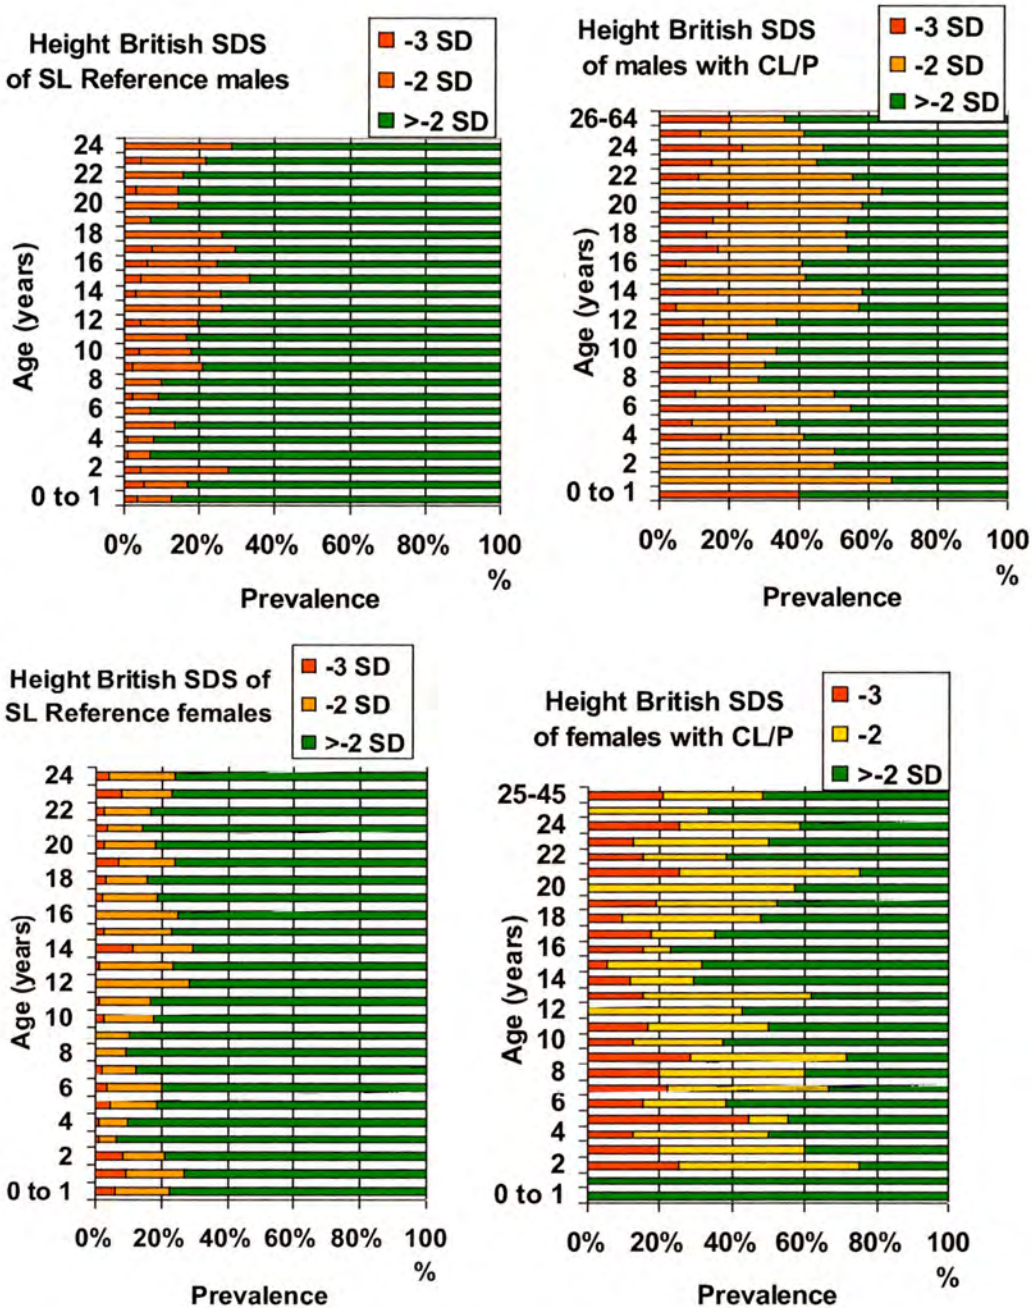 Height British SDS
of SL Reference males
-3 SD
-2 SD
>-2 SD
Age (years)
24
22
20
18
16
14
12
10
8
6
4
2
0 to 1
0% 20% 40% 60% 80% 100
%
Prevalence
Height British SDS
of males with CL/P
-3 SD
-2 SD
>-2 SD
Age (years)
26-64
24
22
20
18
16
14
12
10
8
6
4
2
0 to 1
0% 20% 40% 60% 80% 100
%
Prevalence
Height British SDS of
SL Reference females
-3 SD
-2 SD
>-2 SD
Age (years)
24
22
20
18
16
14
12
10
8
6
4
2
0 to 1
0% 20% 40% 60% 80% 100
%
Prevalence
Height British SDS
of females with CL/P
-3
-2
>-2 SD
Age (years)
25-45
24
22
20
18
16
14
12
10
8
6
4
2
0 to 1
0% 20% 40% 60% 80% 100
%
Prevalence